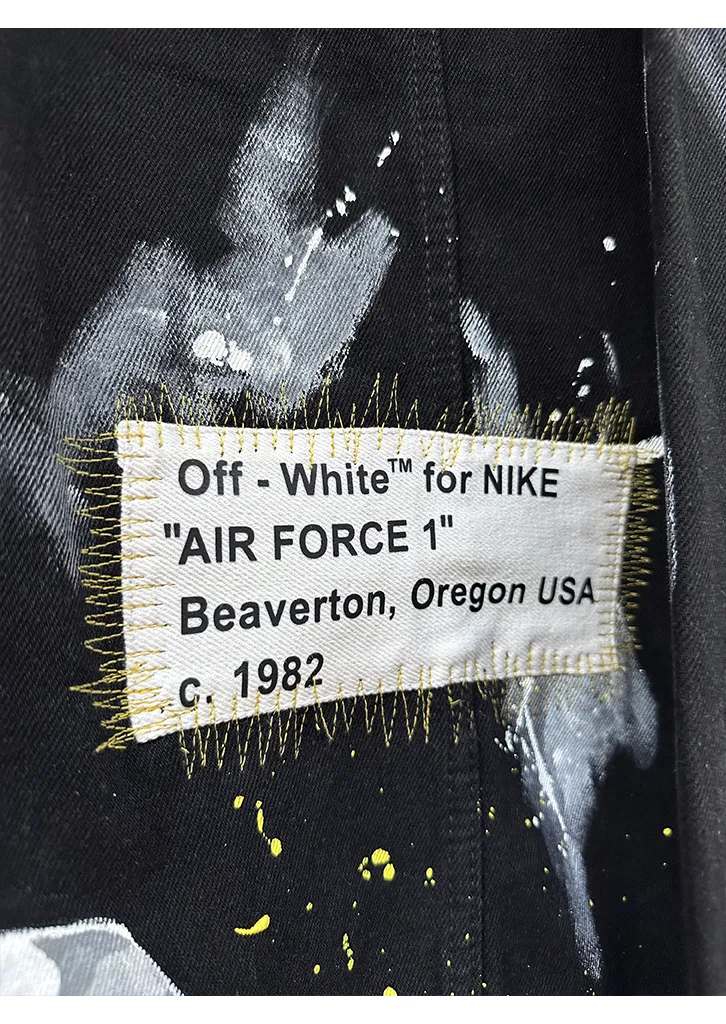 Off - White™ for NIKE
"AIR FORCE 1"
Beaverton, Oregon USA
c. 1982